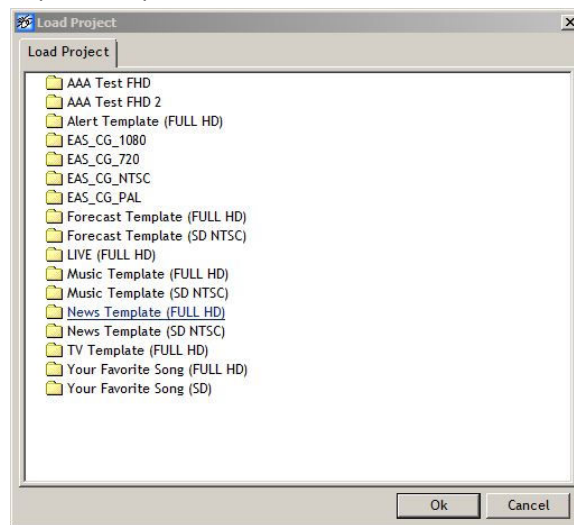 Load Project
Load Project
AAA Test FHD
AAA Test FHD 2
Alert Template (FULL HD)
EAS_CG_1080
EAS_CG_720
EAS_CG_NTSC
EAS_CG_PAL
Forecast Template (FULL HD)
Forecast Template (SD NTSC)
LIVE (FULL HD)
Music Template (FULL HD)
Music Template (SD NTSC)
News Template (FULL HD)
News Template (SD NTSC)
TV Template (FULL HD)
Your Favorite Song (FULL HD)
Your Favorite Song (SD)
Ok Cancel